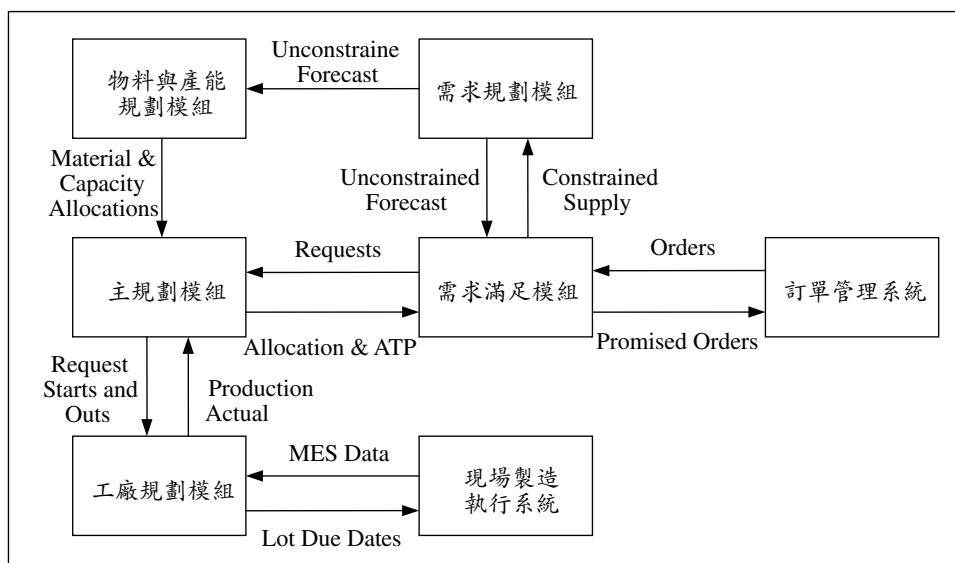 物料與產能
規劃模組
Unconstraine
Forecast
需求規劃模組
Material &
Capacity
Allocations
Unconstrained
Forecast
Constrained
Supply
主規劃模組
Requests
Allocation & ATP
需求滿足模組
Orders
Promised Orders
訂單管理系統
Request
Starts and
Outs
Production
Actual
工廠規劃模組
MES Data
Lot Due Dates
現場製造
執行系統